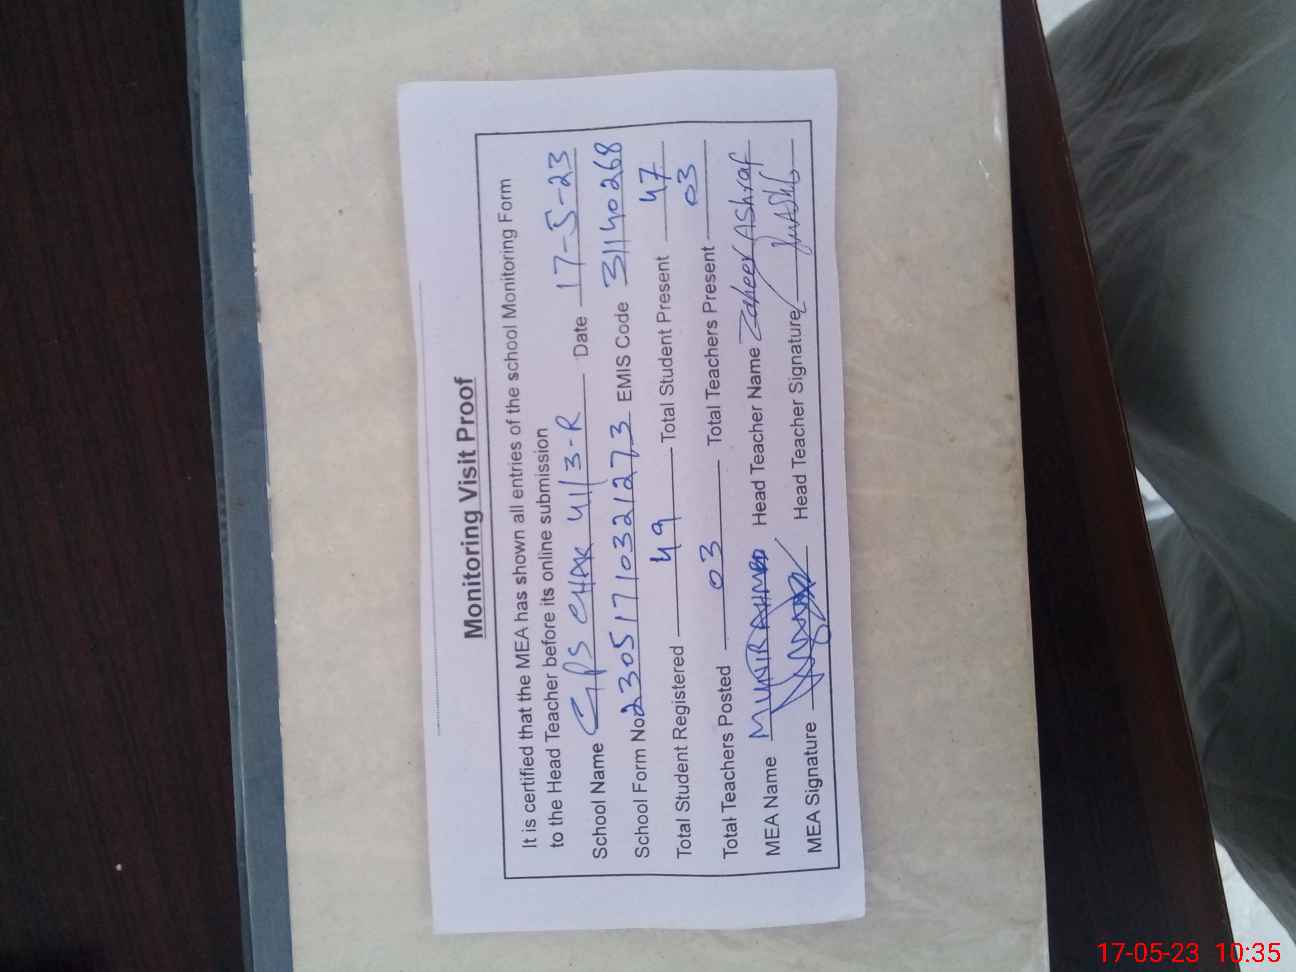 Monitoring Visit Proof
It is certified that the MEA has shown all entries of the school Monitoring Form
to the Head Teacher before its online submission
School Name GPS CHAK 41/3-R Date 17-5-23
School Form No 23051710321273 EMIS Code 31140268
Total Student Registered 49 Total Student Present 47
Total Teachers Posted 03 Total Teachers Present 03
MEA Name MUNIR AHMED Head Teacher Name Zaheer Ashraf
MEA Signature Head Teacher Signature
17-05-23 10:35